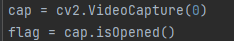 cap = cv2.VideoCapture(0)
flag = cap.isOpened()